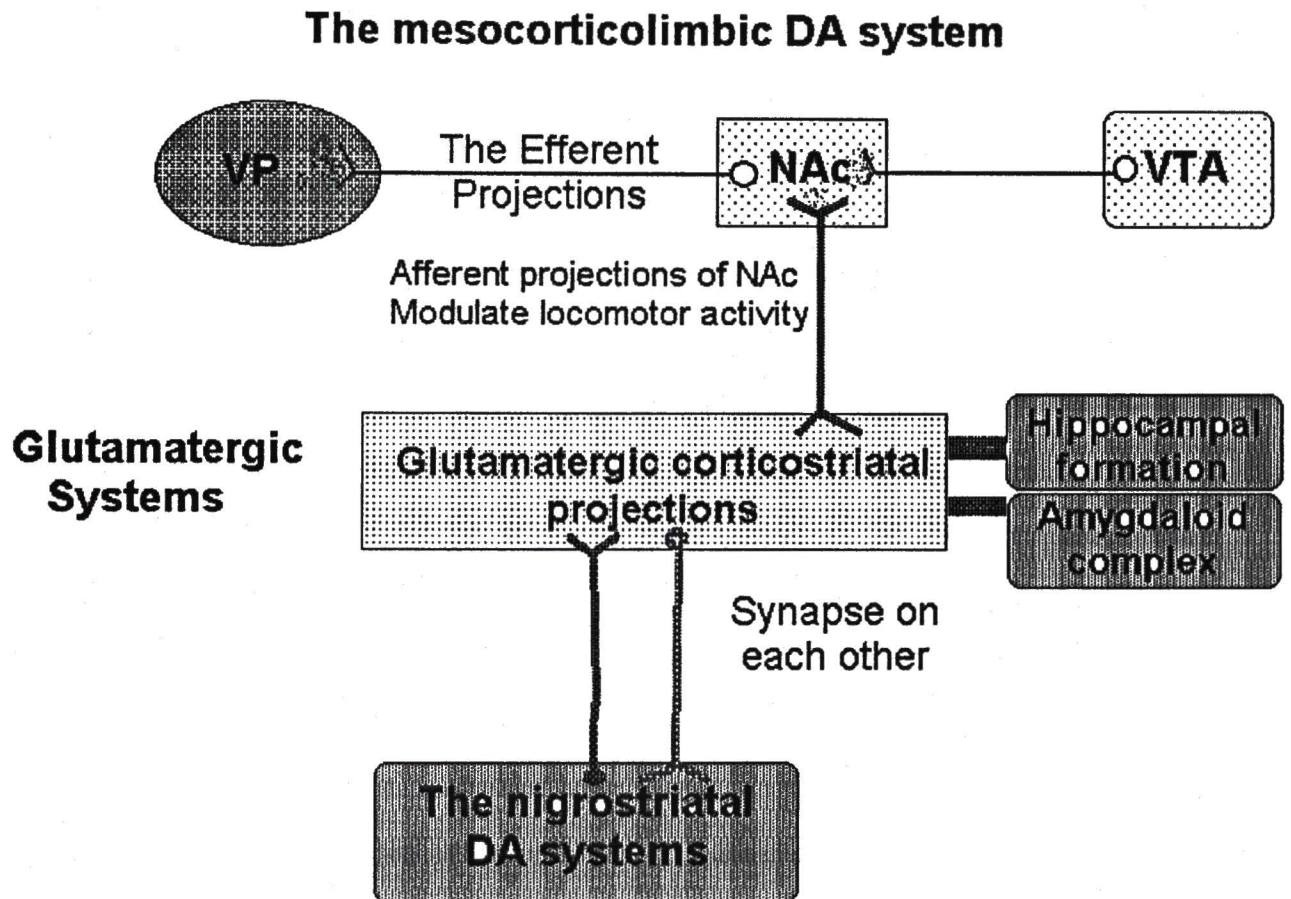 The mesocorticolimbic DA system
VP
The Efferent
Projections
NAc
VTA
Afferent projections of NAc
Modulate locomotor activity
Glutamatergic
Systems
Glutamatergic corticostriatal
projections
Hippocampal
formation
Amygdaloid
complex
Synapse on
each other
The nigrostriatal
DA systems